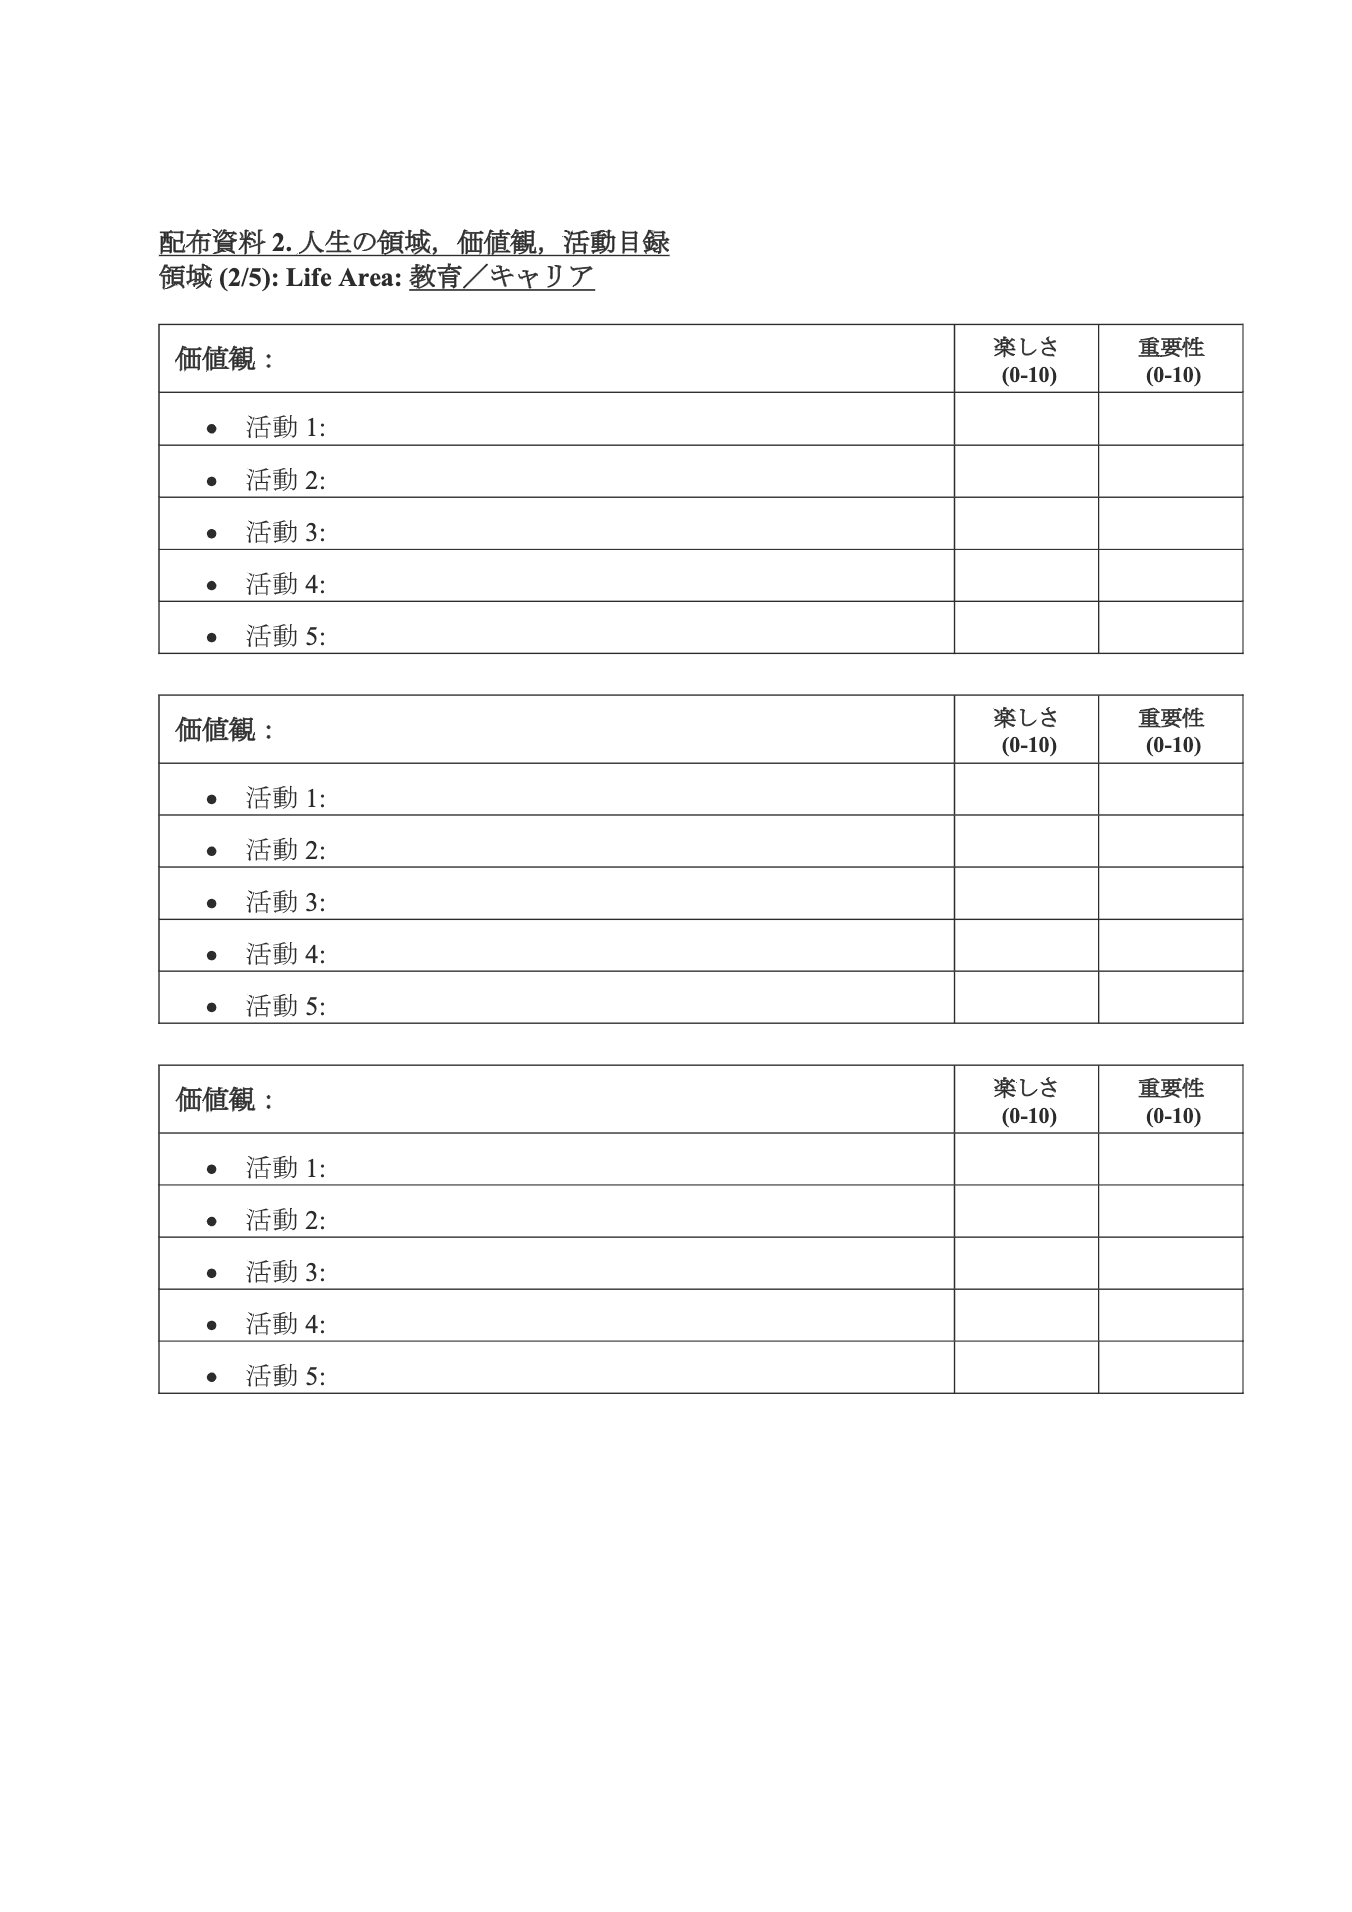 配布資料 2. 人生の領域，価値観，活動目録
領域 (2/5): Life Area: 教育／キャリア
価値観：
楽しさ
(0-10)
重要性
(0-10)
• 活動 1:
• 活動 2:
• 活動 3:
• 活動 4:
• 活動 5:
価値観：
楽しさ
(0-10)
重要性
(0-10)
• 活動 1:
• 活動 2:
• 活動 3:
• 活動 4:
• 活動 5:
価値観：
楽しさ
(0-10)
重要性
(0-10)
• 活動 1:
• 活動 2:
• 活動 3:
• 活動 4:
• 活動 5: